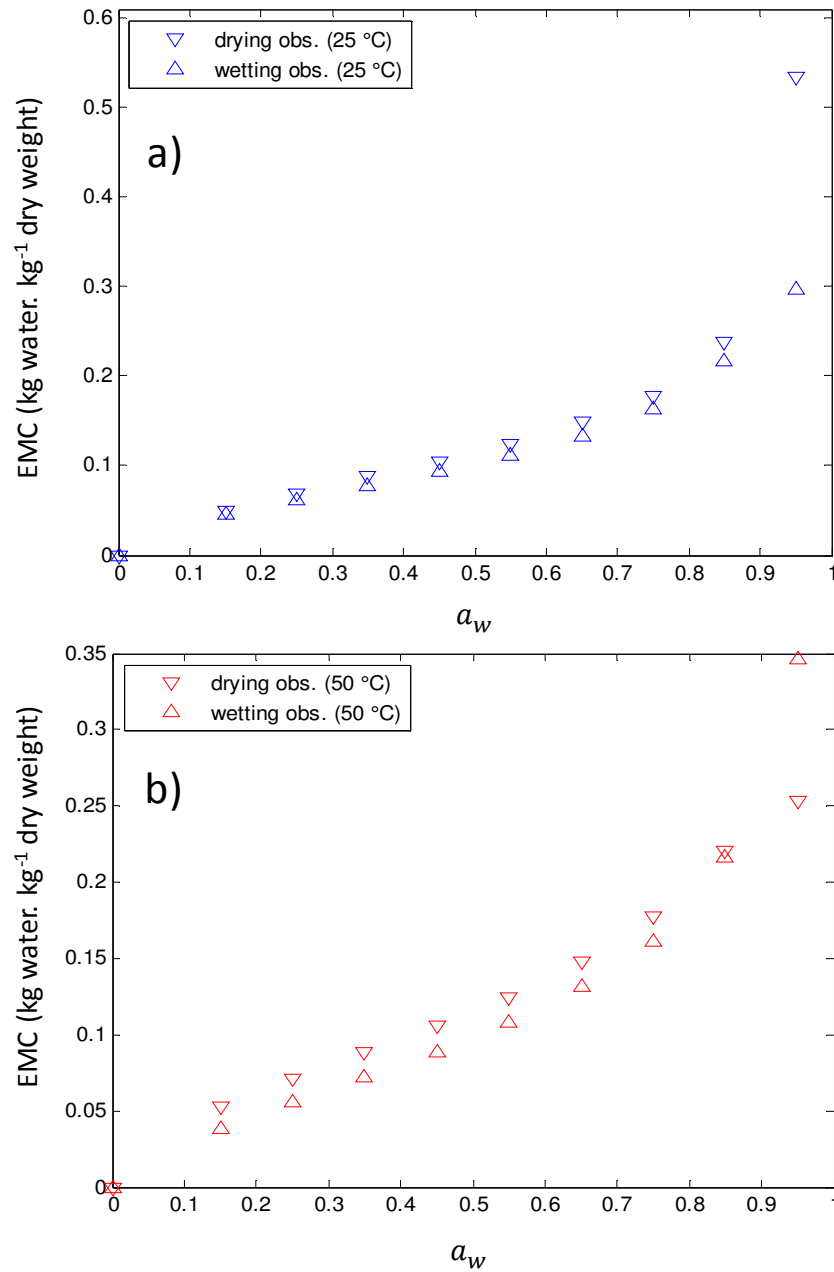 0.6
drying obs. (25 °C)
wetting obs. (25 °C)
0.5
a)
0.4
0.3
0.2
0.1
0
EMC (kg water. kg⁻¹ dry weight)
0 0.1 0.2 0.3 0.4 0.5 0.6 0.7 0.8 0.9 1
a_w
0.35
drying obs. (50 °C)
wetting obs. (50 °C)
0.3
b)
0.25
0.2
0.15
0.1
0.05
0
EMC (kg water. kg⁻¹ dry weight)
0 0.1 0.2 0.3 0.4 0.5 0.6 0.7 0.8 0.9 1
a_w